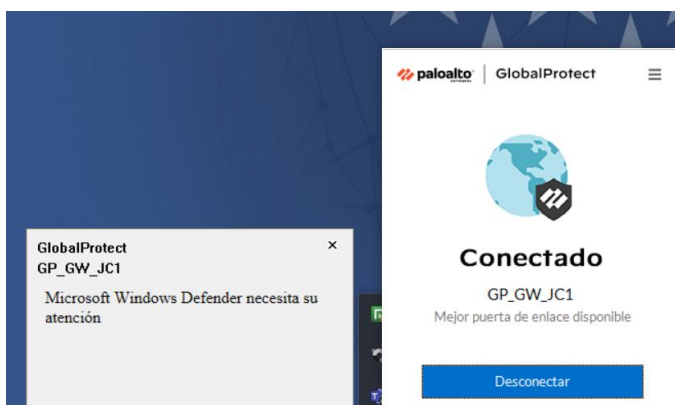 paloalto
GlobalProtect
Conectado
GP_GW_JC1
Mejor puerta de enlace disponible
Desconectar
GlobalProtect
GP_GW_JC1
Microsoft Windows Defender necesita su
atención